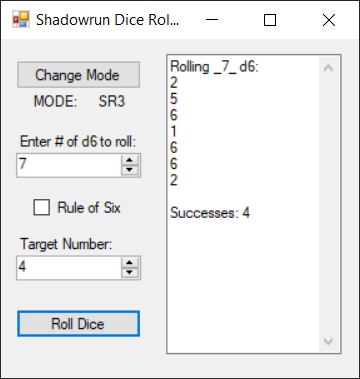 Shadowrun Dice Rol...
Change Mode
MODE: SR3
Enter # of d6 to roll:
7
Rule of Six
Target Number:
4
Roll Dice
Rolling _7_ d6:
2
5
6
1
6
6
2
Successes: 4